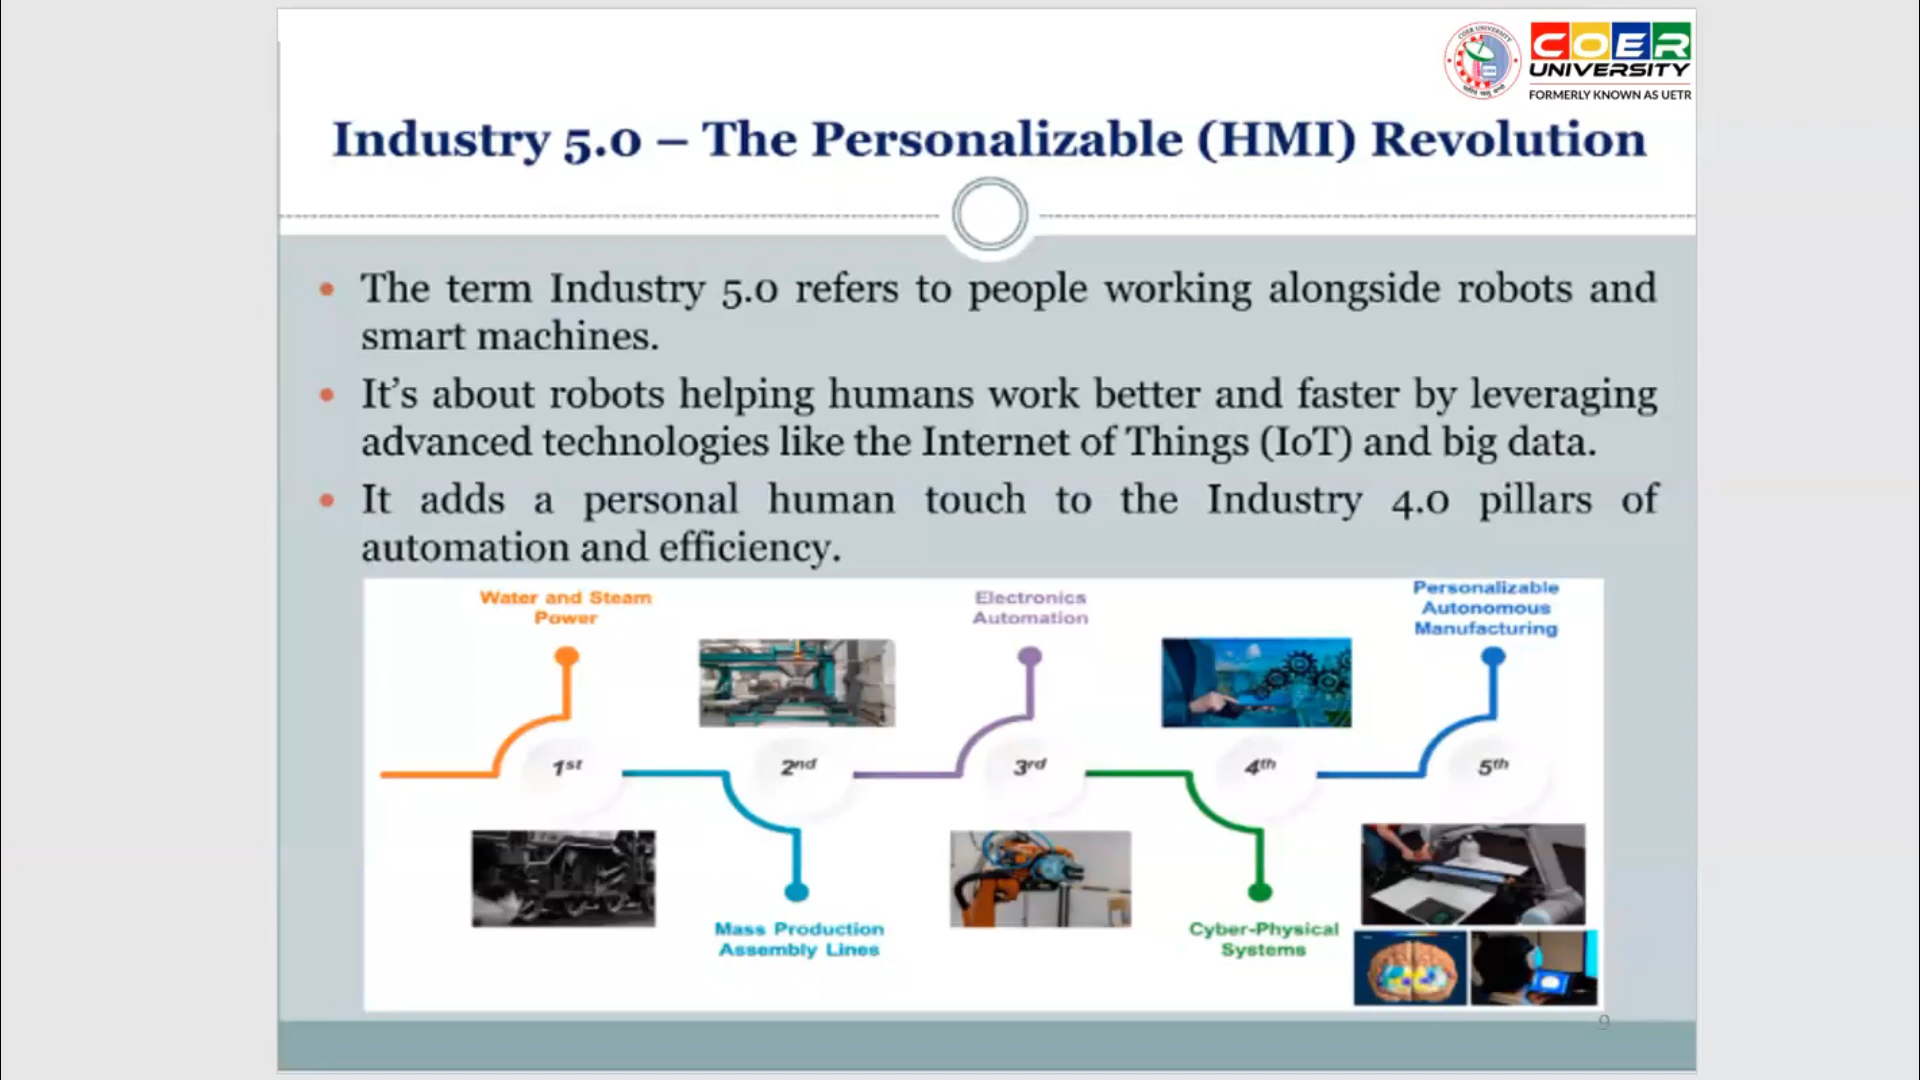 COER
UNIVERSITY
FORMERLY KNOWN AS UETR
Industry 5.0 – The Personalizable (HMI) Revolution
• The term Industry 5.0 refers to people working alongside robots and
smart machines.
• It’s about robots helping humans work better and faster by leveraging
advanced technologies like the Internet of Things (IoT) and big data.
• It adds a personal human touch to the Industry 4.0 pillars of
automation and efficiency.
Water and Steam
Power
Electronics
Automation
Personalizable
Autonomous
Manufacturing
1st
2nd
3rd
4th
5th
Mass Production
Assembly Lines
Cyber-Physical
Systems
9